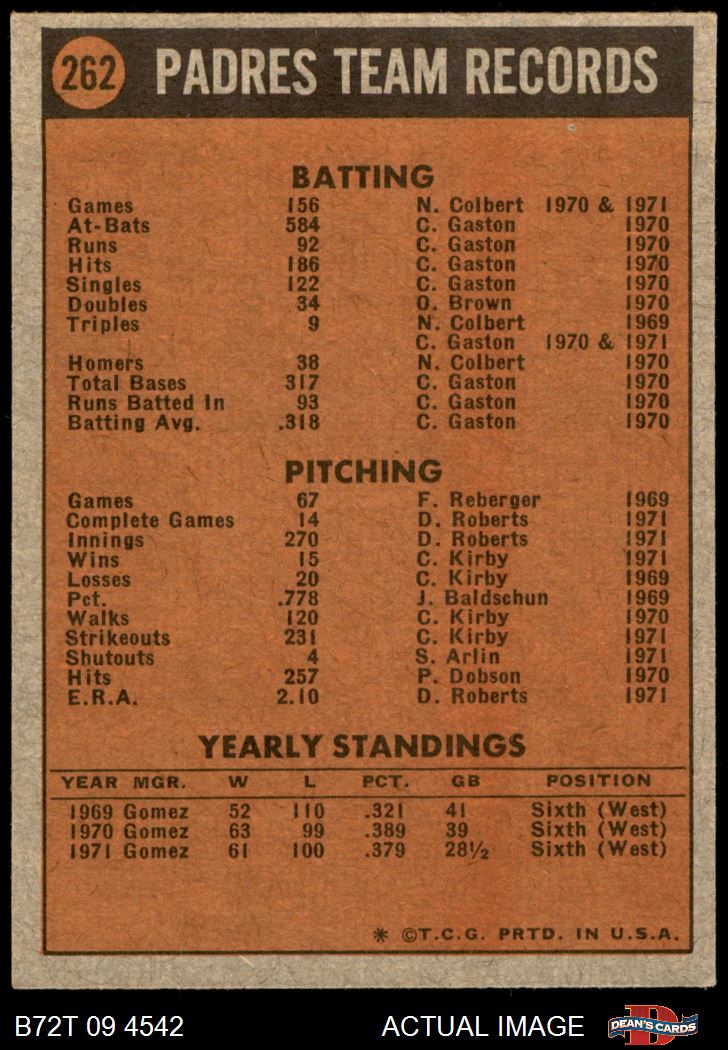 262 PADRES TEAM RECORDS
BATTING
Games 156 N. Colbert 1970 & 1971
At-Bats 584 C. Gaston 1970
Runs 92 C. Gaston 1970
Hits 186 C. Gaston 1970
Singles 122 C. Gaston 1970
Doubles 34 O. Brown 1970
Triples 9 N. Colbert 1969
C. Gaston 1970 & 1971
Homers 38 N. Colbert 1970
Total Bases 317 C. Gaston 1970
Runs Batted In 93 C. Gaston 1970
Batting Avg. .318 C. Gaston 1970
PITCHING
Games 67 F. Reberger 1969
Complete Games 14 D. Roberts 1971
Innings 270 D. Roberts 1971
Wins 15 C. Kirby 1971
Losses 20 C. Kirby 1969
Pct. .778 J. Baldschun 1969
Walks 120 C. Kirby 1970
Strikeouts 231 C. Kirby 1971
Shutouts 4 S. Arlin 1971
Hits 257 P. Dobson 1970
E.R.A. 2.10 D. Roberts 1971
YEARLY STANDINGS
YEAR MGR. W L PCT. GB POSITION
1969 Gomez 52 110 .321 41 Sixth (West)
1970 Gomez 63 99 .389 39 Sixth (West)
1971 Gomez 61 100 .379 28½ Sixth (West)
* ©T.C.G. PRTD. IN U.S.A.
B72T 09 4542 ACTUAL IMAGE D DEAN'S CARDS